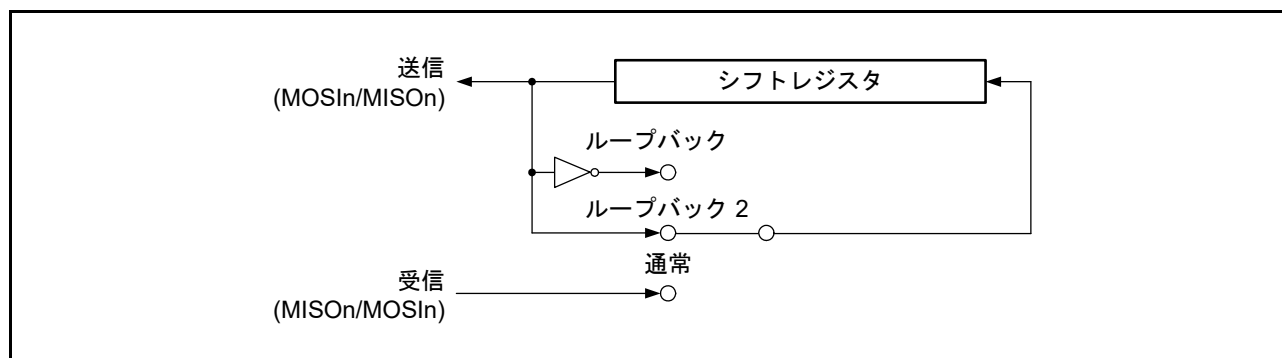 送信
(MOSIn/MISOn)
シフトレジスタ
ループバック
ループバック 2
通常
受信
(MISOn/MOSIn)